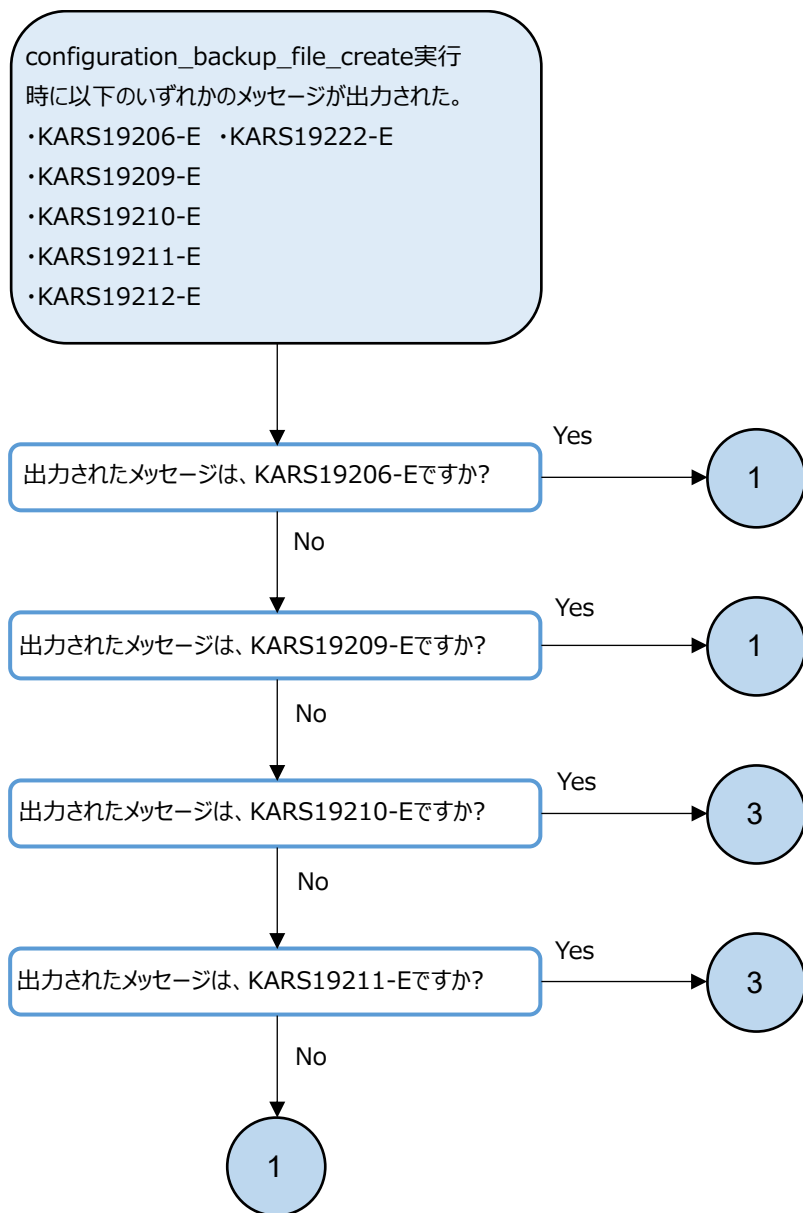 configuration_backup_file_create実行
時に以下のいずれかのメッセージが出力された。
・KARS19206-E ・KARS19222-E
・KARS19209-E
・KARS19210-E
・KARS19211-E
・KARS19212-E
出力されたメッセージは、KARS19206-Eですか?
Yes
1
No
出力されたメッセージは、KARS19209-Eですか?
Yes
1
No
出力されたメッセージは、KARS19210-Eですか?
Yes
3
No
出力されたメッセージは、KARS19211-Eですか?
Yes
3
No
1